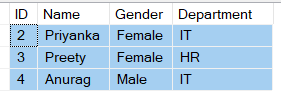 ID Name Gender Department
2 Priyanka Female IT
3 Preety Female HR
4 Anurag Male IT